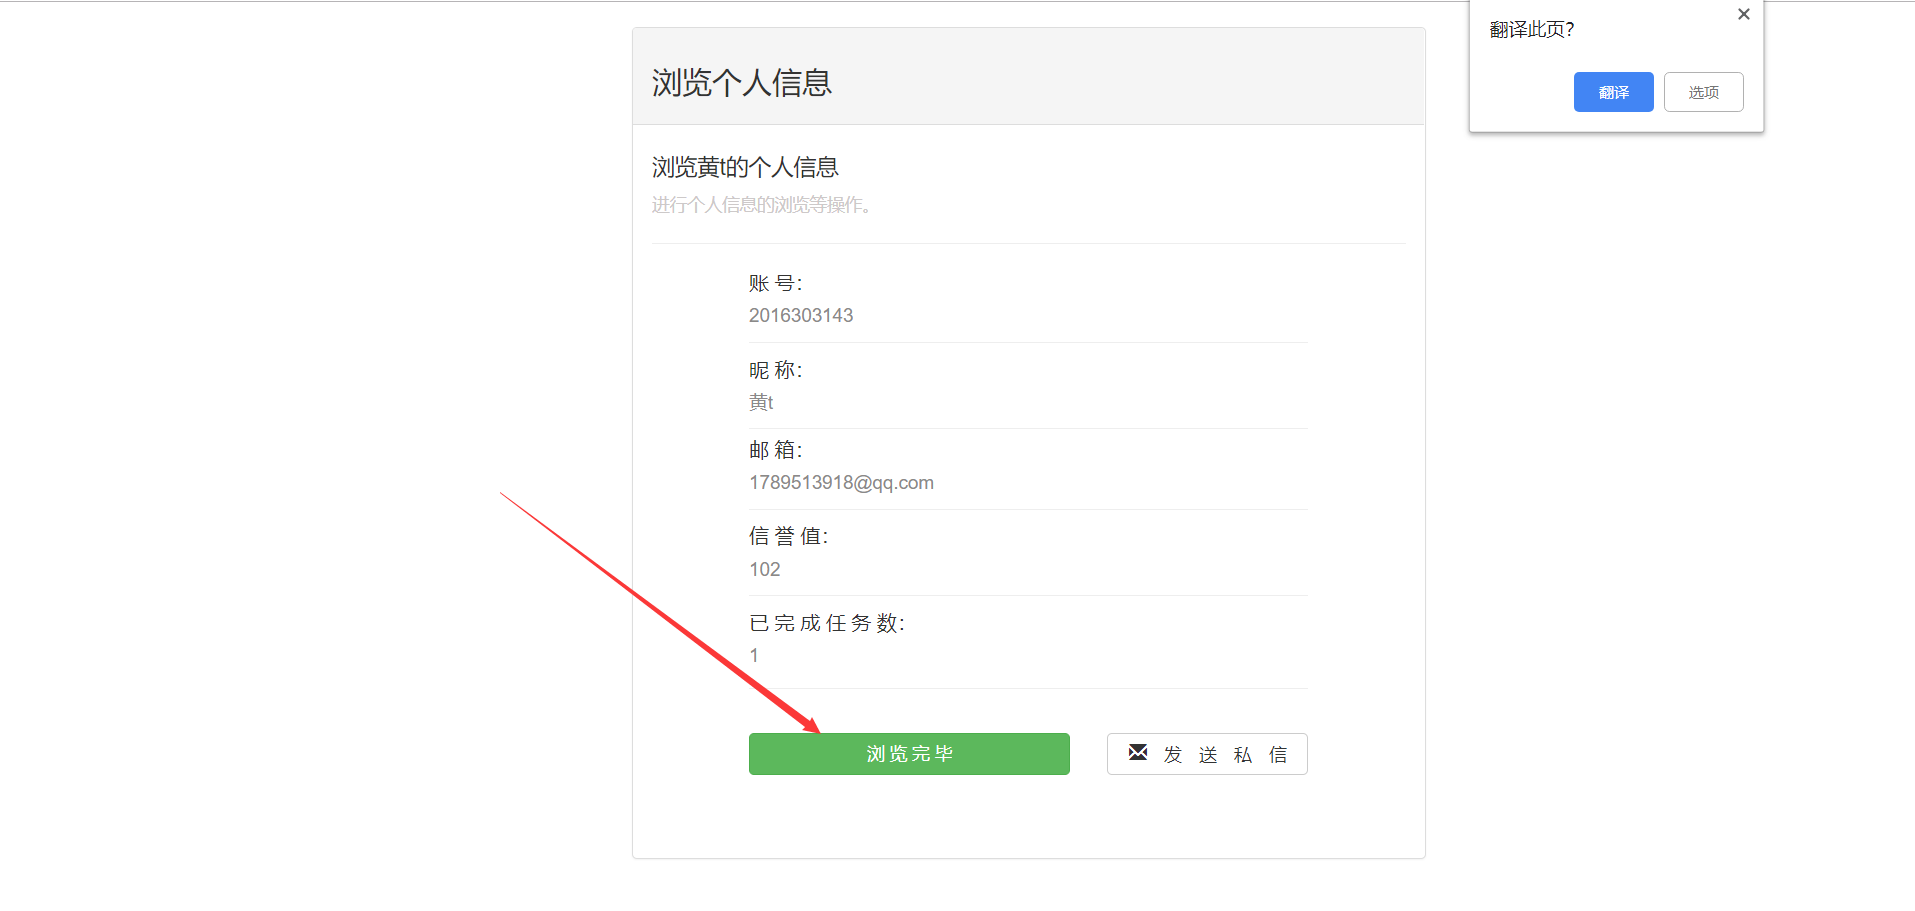 翻译此页?
翻译
选项
浏览个人信息
浏览黄t的个人信息
进行个人信息的浏览等操作。
账 号：
2016303143
昵 称：
黄t
邮 箱：
1789513918@qq.com
信 誉 值：
102
已 完 成 任 务 数：
1
浏览完毕
发 送 私 信